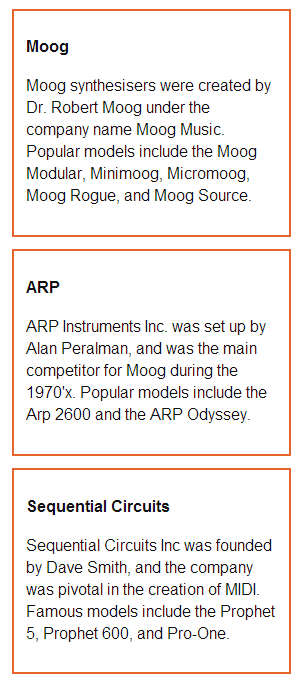 Moog
Moog synthesisers were created by
Dr. Robert Moog under the
company name Moog Music.
Popular models include the Moog
Modular, Minimoog, Micromoog,
Moog Rogue, and Moog Source.
ARP
ARP Instruments Inc. was set up by
Alan Peralman, and was the main
competitor for Moog during the
1970'x. Popular models include the
Arp 2600 and the ARP Odyssey.
Sequential Circuits
Sequential Circuits Inc was founded
by Dave Smith, and the company
was pivotal in the creation of MIDI.
Famous models include the Prophet
5, Prophet 600, and Pro-One.